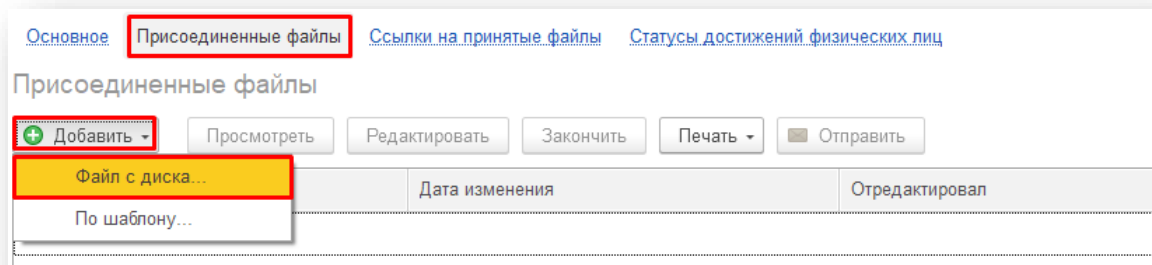 Основное Присоединенные файлы Ссылки на принятые файлы Статусы достижений физических лиц
Присоединенные файлы
Добавить Просмотреть Редактировать Закончить Печать Отправить
Файл с диска... Дата изменения Отредактировал
По шаблону...